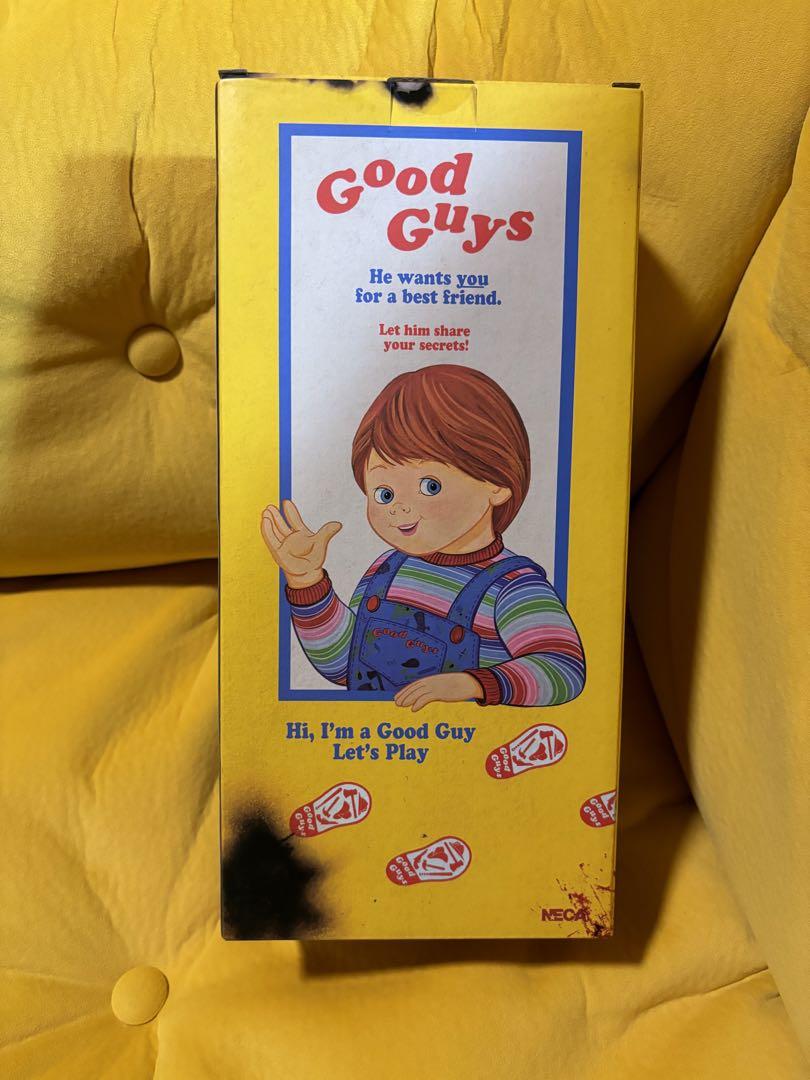 Good
Guys
He wants you
for a best friend.
Let him share
your secrets!
Good
Guys
Hi, I'm a Good Guy
Let's Play
Good
Guys
Good
Guys
Good
Guys
Good
Guys
NECA